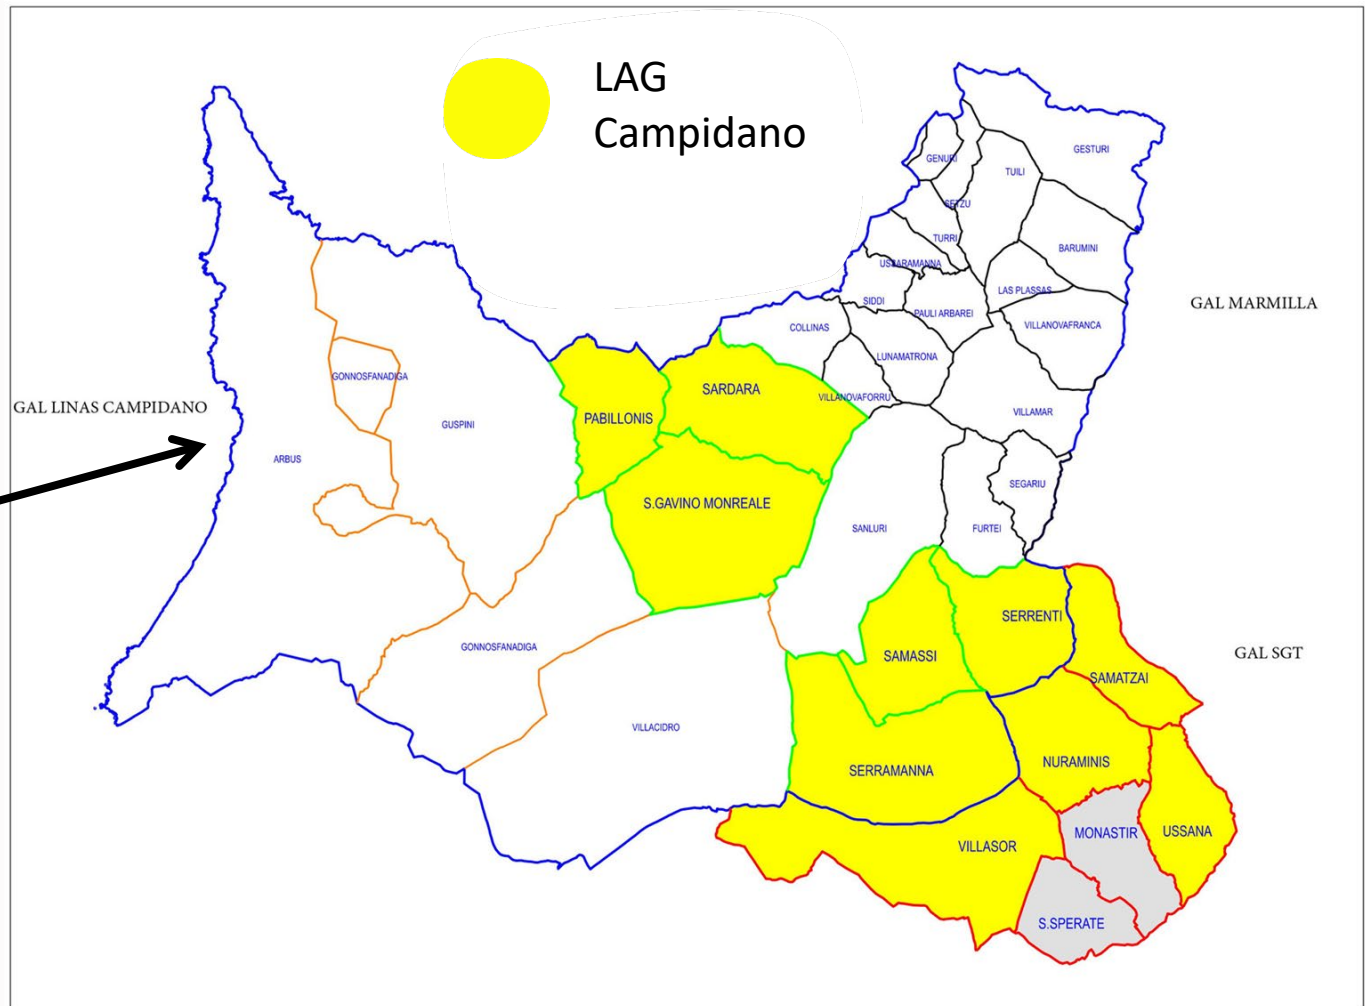 LAG
Campidano
GESTURI
GENURI
TUILI
SETZU
TURRI
BARUMINI
USSARAMANNA
LAS PLASSAS
SIDDI
GAL MARMILLA
PAULI ARBAREI
VILLANOVAFRANCA
COLLINAS
LUNAMATRONA
GONNOSFANADIGA
SARDARA
VILLANOVAFORRU
GAL LINAS CAMPIDANO
VILLAMAR
PABILLONIS
GUSPINI
ARBUS
SEGARIU
S.GAVINO MONREALE
SANLURI
FURTEI
SERRENTI
GONNOSFANADIGA
SAMASSI
GAL SGT
SAMATZAI
VILLACIDRO
NURAMINIS
SERRAMANNA
MONASTIR
USSANA
VILLASOR
S.SPERATE